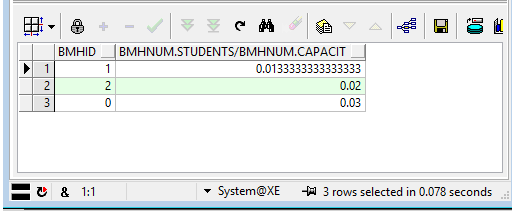 BMHID BMHNUM.STUDENTS/BMHNUM.CAPACIT
1 1 0.0133333333333333
2 2 0.02
3 0 0.03
& 1:1 System@XE 3 rows selected in 0.078 seconds